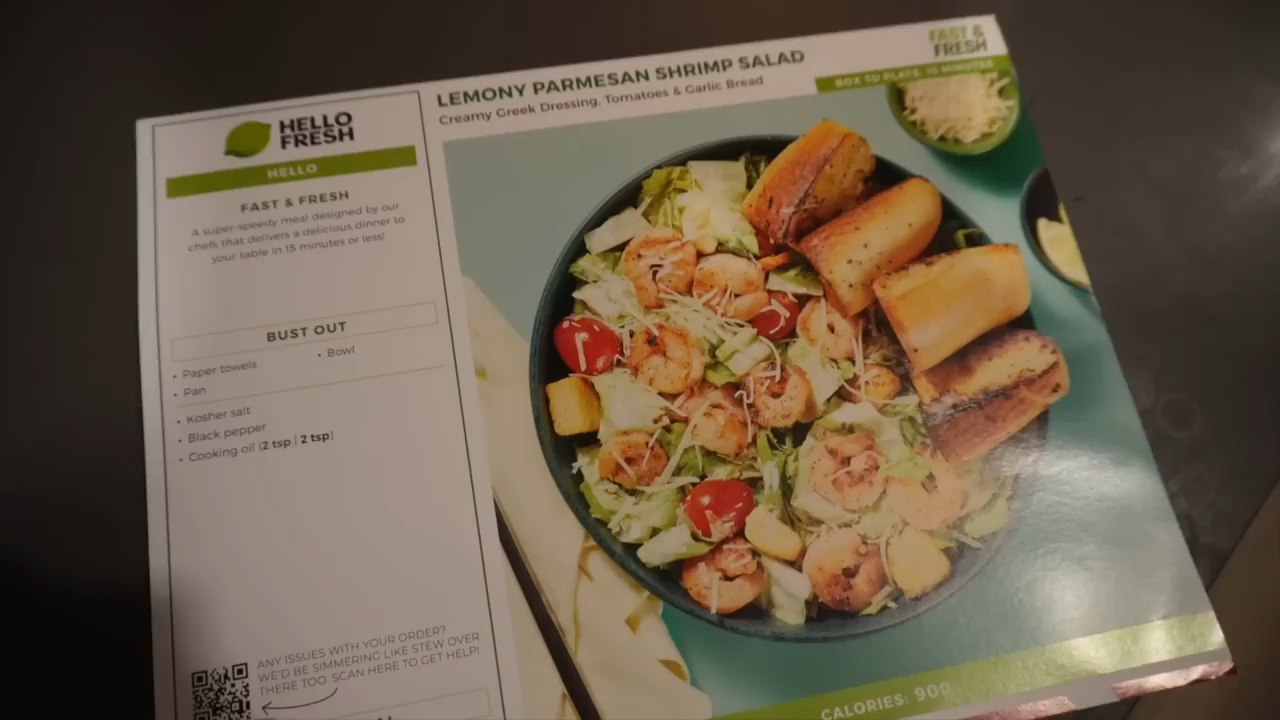 HELLO
FRESH
HELLO
FAST & FRESH
A super-speedy meal designed by our
chefs that delivers a delicious dinner to
your table in 15 minutes or less!
BUST OUT
• Paper towels
• Bowl
• Pan
• Kosher salt
• Black pepper
• Cooking oil (2 tsp | 2 tsp)
ANY ISSUES WITH YOUR ORDER?
WE'D BE SIMMERING LIKE STEW OVER
THERE TOO. SCAN HERE TO GET HELP!
LEMONY PARMESAN SHRIMP SALAD
Creamy Greek Dressing, Tomatoes & Garlic Bread
FAST &
FRESH
BOX TO PLATE: 15 MINUTES
CALORIES: 900